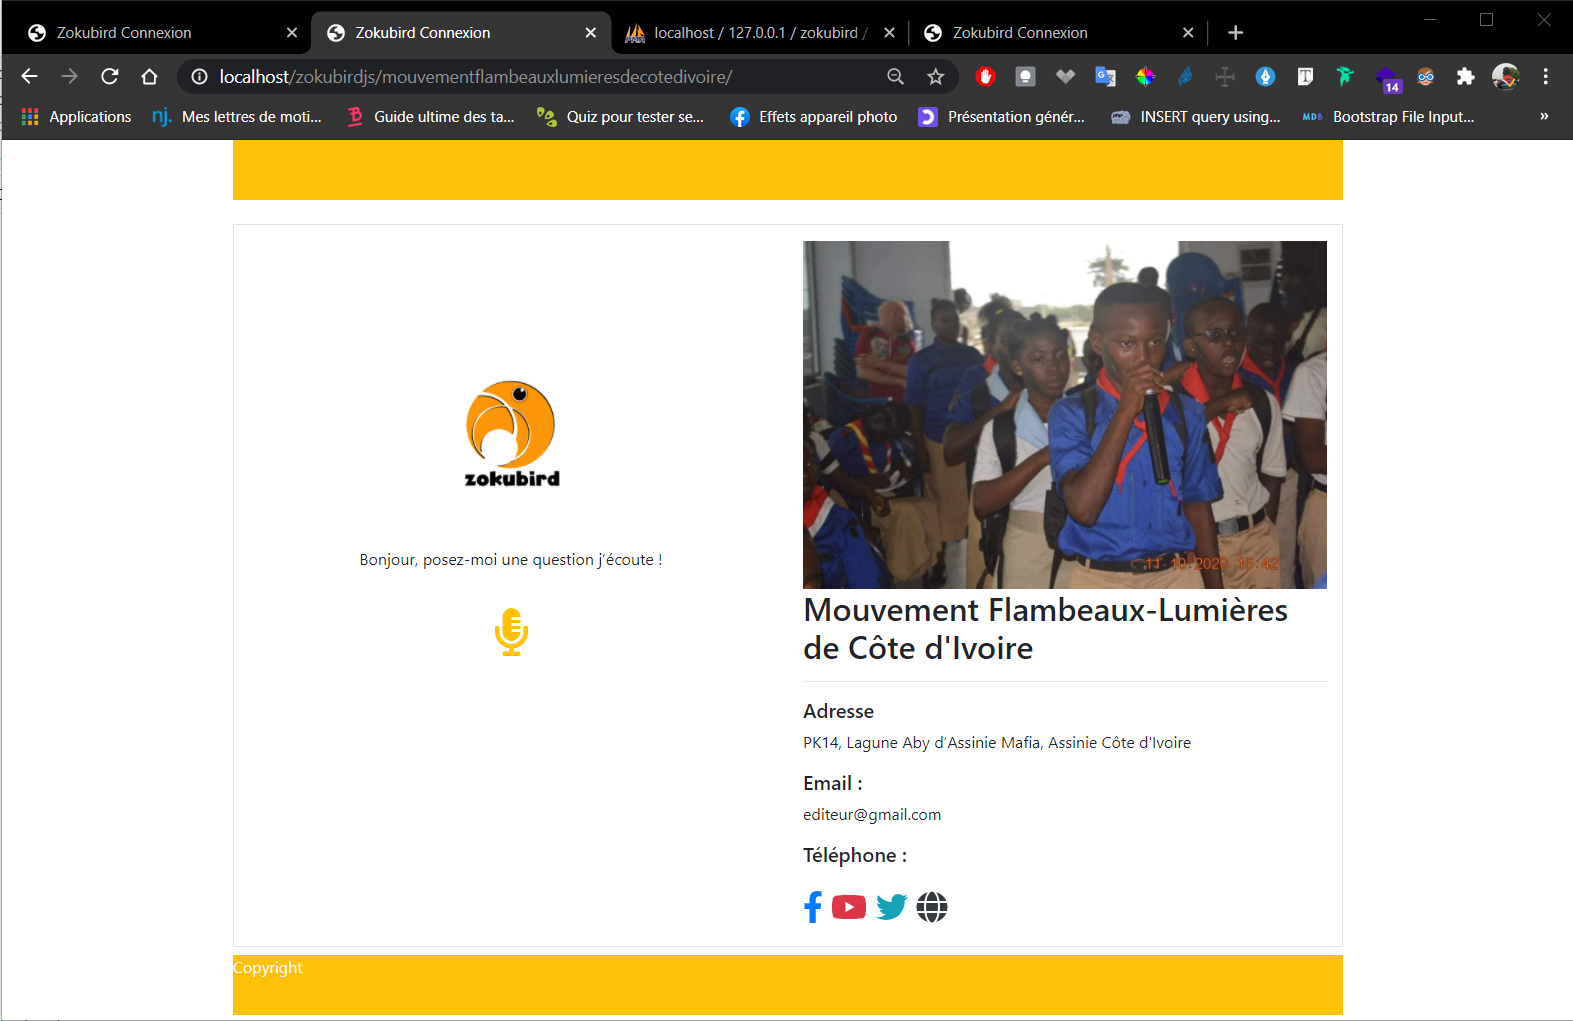 Zokubird Connexion
Zokubird Connexion
localhost / 127.0.0.1 / zokubird /
Zokubird Connexion
localhost/zokubirdjs/mouvementflambeauxlumieresdecotedivoire/
14
Applications
nj. Mes lettres de moti...
Guide ultime des ta...
Quiz pour tester se...
Effets appareil photo
Présentation génér...
INSERT query using...
MDB Bootstrap File Input...
zokubird
Bonjour, posez-moi une question j'écoute !
11 10 2020 15:42
Mouvement Flambeaux-Lumières
de Côte d'Ivoire
Adresse
PK14, Lagune Aby d'Assinie Mafia, Assinie Côte d'Ivoire
Email :
editeur@gmail.com
Téléphone :
Copyright